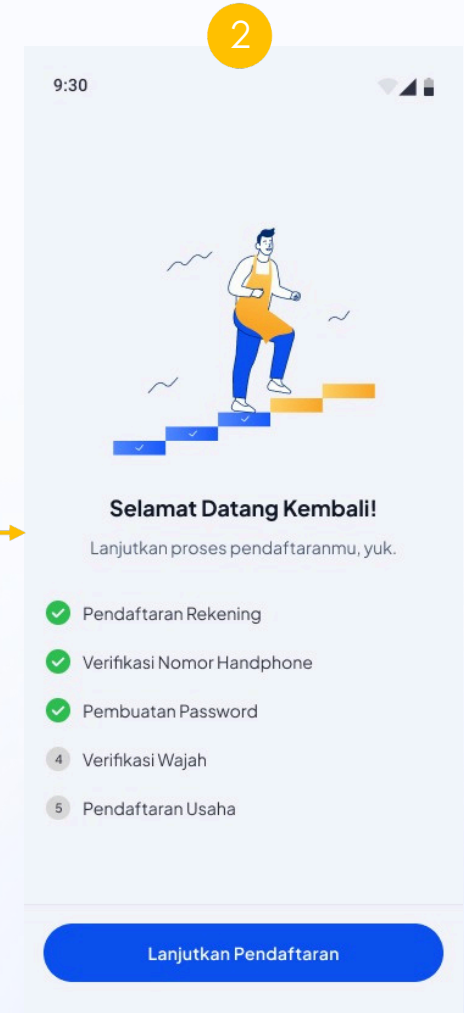 2
9:30
Selamat Datang Kembali!
Lanjutkan proses pendaftaranmu, yuk.
Pendaftaran Rekening
Verifikasi Nomor Handphone
Pembuatan Password
4 Verifikasi Wajah
5 Pendaftaran Usaha
Lanjutkan Pendaftaran